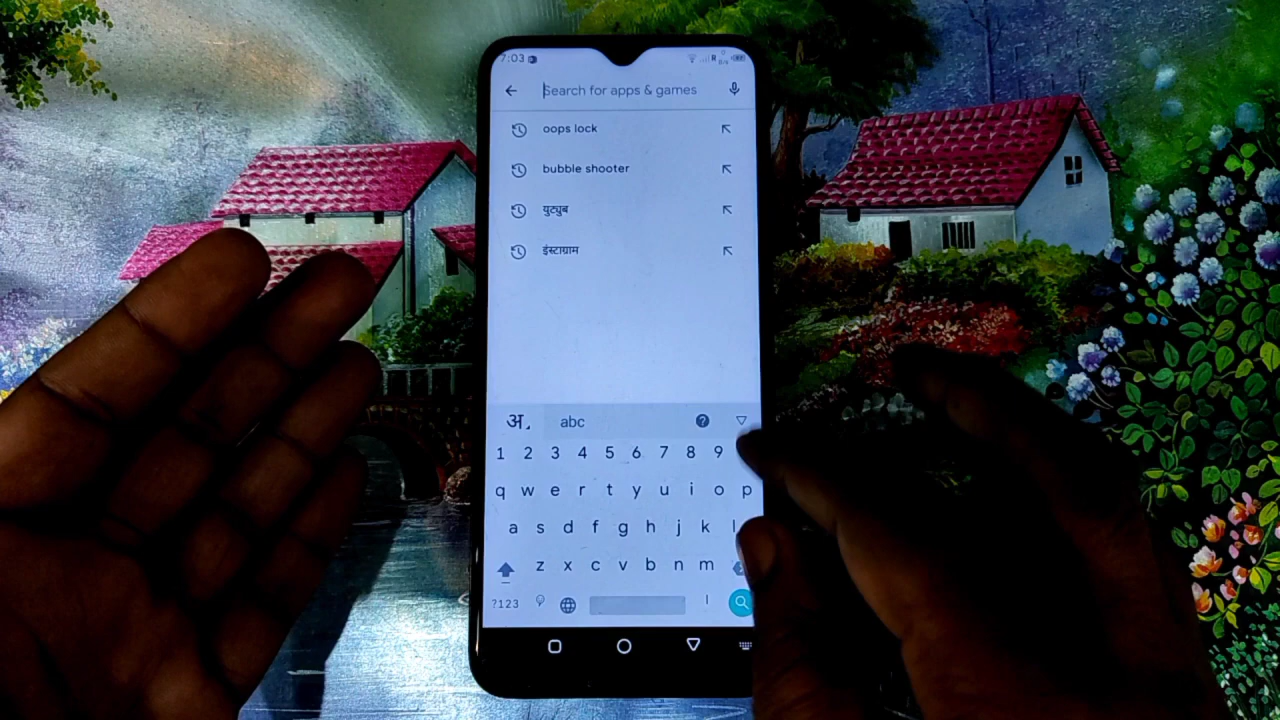 7:03
Search for apps & games
oops lock
bubble shooter
युट्युब
इंस्टाग्राम
अ abc
1 2 3 4 5 6 7 8 9
q w e r t y u i o p
a s d f g h j k l
z x c v b n m
?123 ।